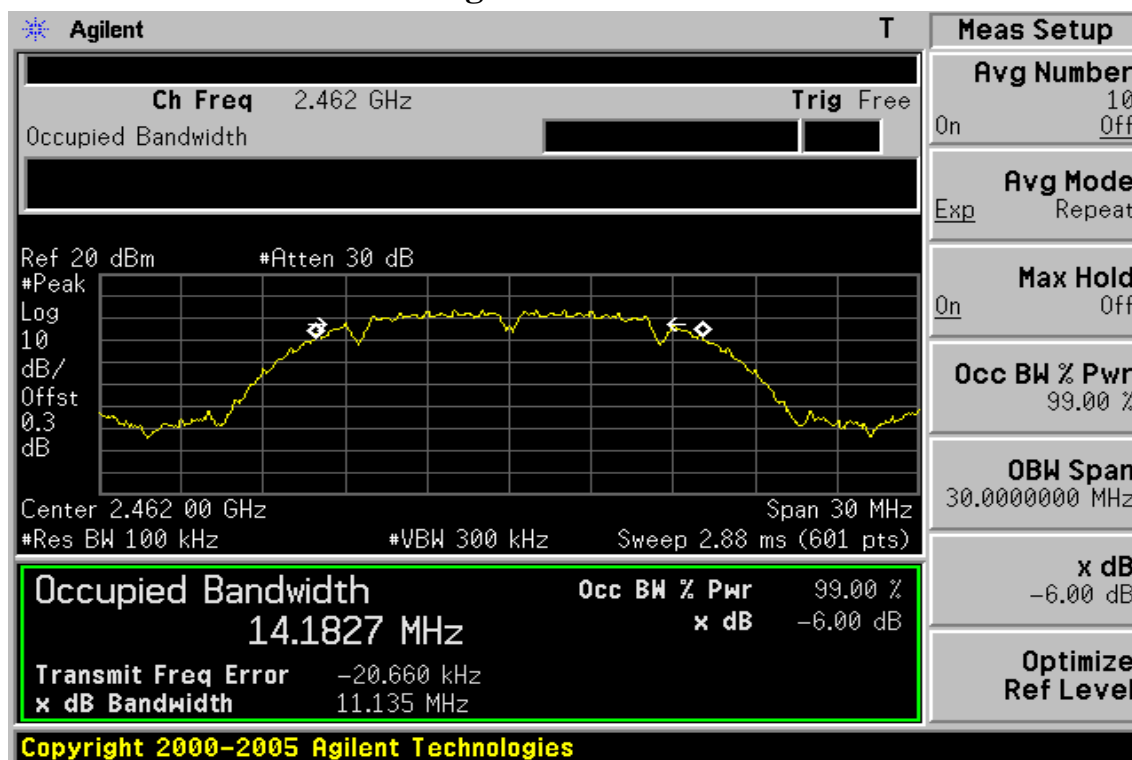 Agilent T
Ch Freq 2.462 GHz Trig Free
Occupied Bandwidth
Ref 20 dBm #Atten 30 dB
#Peak
Log
10
dB/
Offst
0.3
dB
Center 2.462 00 GHz Span 30 MHz
#Res BW 100 kHz #VBW 300 kHz Sweep 2.88 ms (601 pts)
Occupied Bandwidth Occ BW % Pwr 99.00 %
14.1827 MHz x dB -6.00 dB
Transmit Freq Error -20.660 kHz
x dB Bandwidth 11.135 MHz
Copyright 2000-2005 Agilent Technologies
Meas Setup
Avg Number
10
On Off
Avg Mode
Exp Repeat
Max Hold
On Off
Occ BW % Pwr
99.00 %
OBW Span
30.0000000 MHz
x dB
-6.00 dB
Optimize
Ref Level